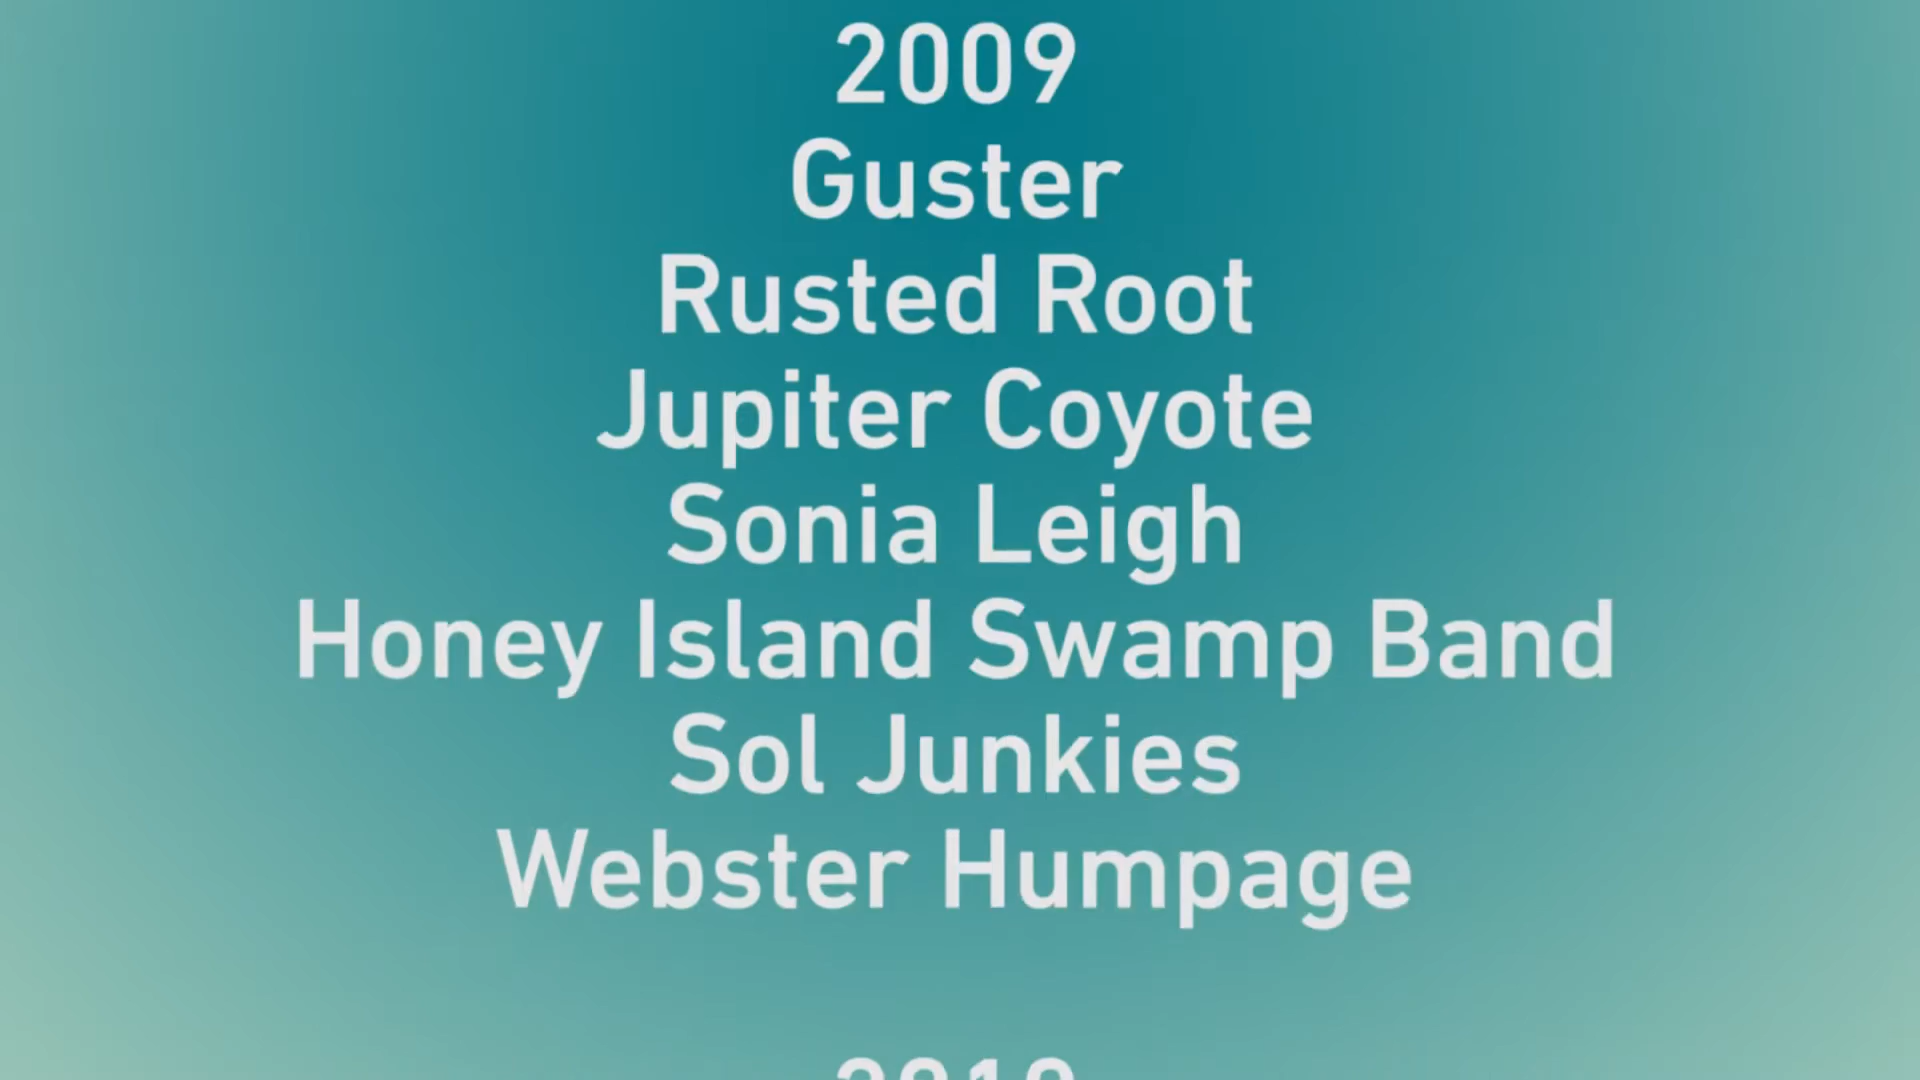 2009
Guster
Rusted Root
Jupiter Coyote
Sonia Leigh
Honey Island Swamp Band
Sol Junkies
Webster Humpage